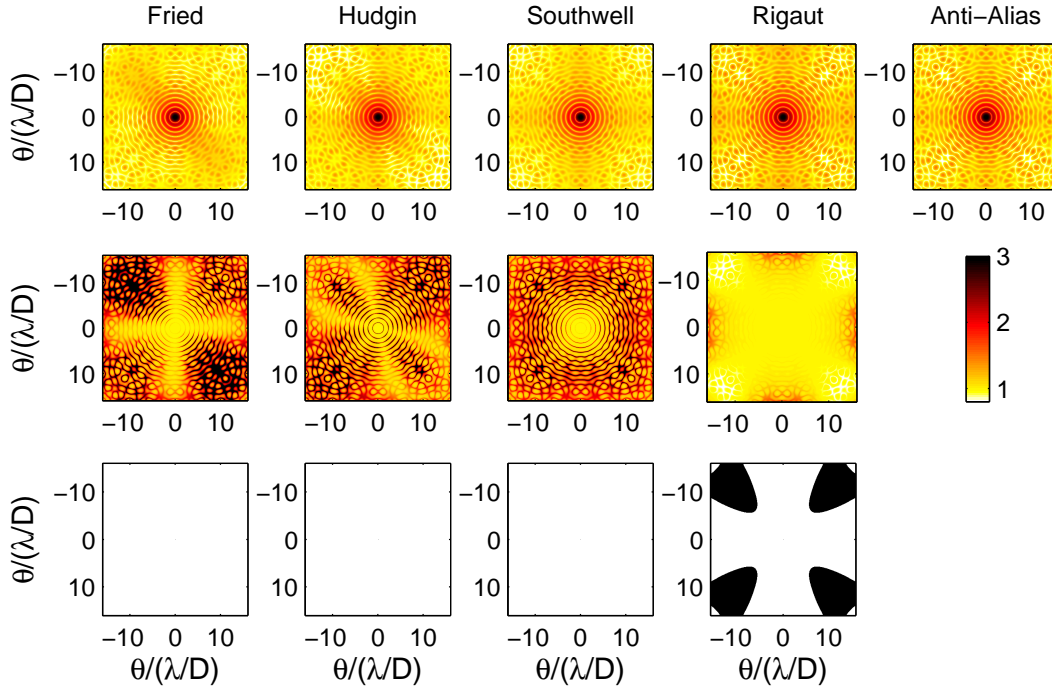 Fried Hudgin Southwell Rigaut Anti−Alias
θ/(λ/D)
−10 −10 −10 −10 −10
0 0 0 0 0
10 10 10 10 10
−10 0 10 −10 0 10 −10 0 10 −10 0 10 −10 0 10
θ/(λ/D)
−10 −10 −10 −10 3
0 0 0 0 2
10 10 10 10 1
−10 0 10 −10 0 10 −10 0 10 −10 0 10
θ/(λ/D)
−10 −10 −10 −10
0 0 0 0
10 10 10 10
−10 0 10 −10 0 10 −10 0 10 −10 0 10
θ/(λ/D) θ/(λ/D) θ/(λ/D) θ/(λ/D)